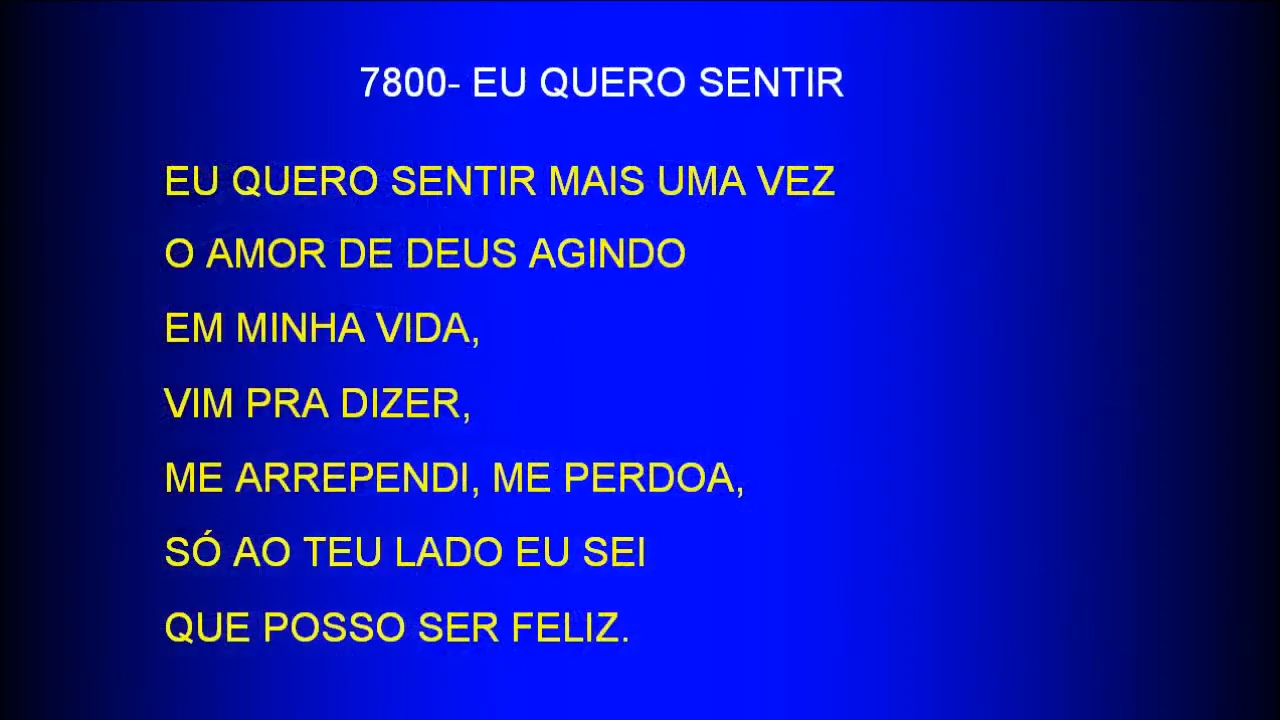 7800- EU QUERO SENTIR
EU QUERO SENTIR MAIS UMA VEZ
O AMOR DE DEUS AGINDO
EM MINHA VIDA,
VIM PRA DIZER,
ME ARREPENDI, ME PERDOA,
SÓ AO TEU LADO EU SEI
QUE POSSO SER FELIZ.